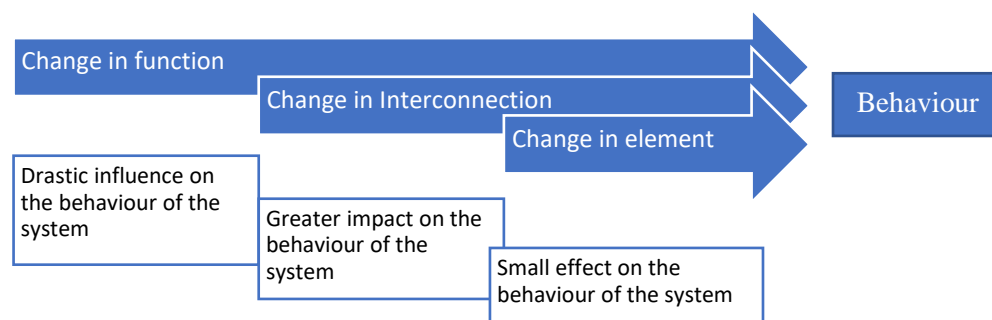 Change in function
Change in Interconnection
Change in element
Behaviour
Drastic influence on
the behaviour of the
system
Greater impact on the
behaviour of the
system
Small effect on the
behaviour of the system